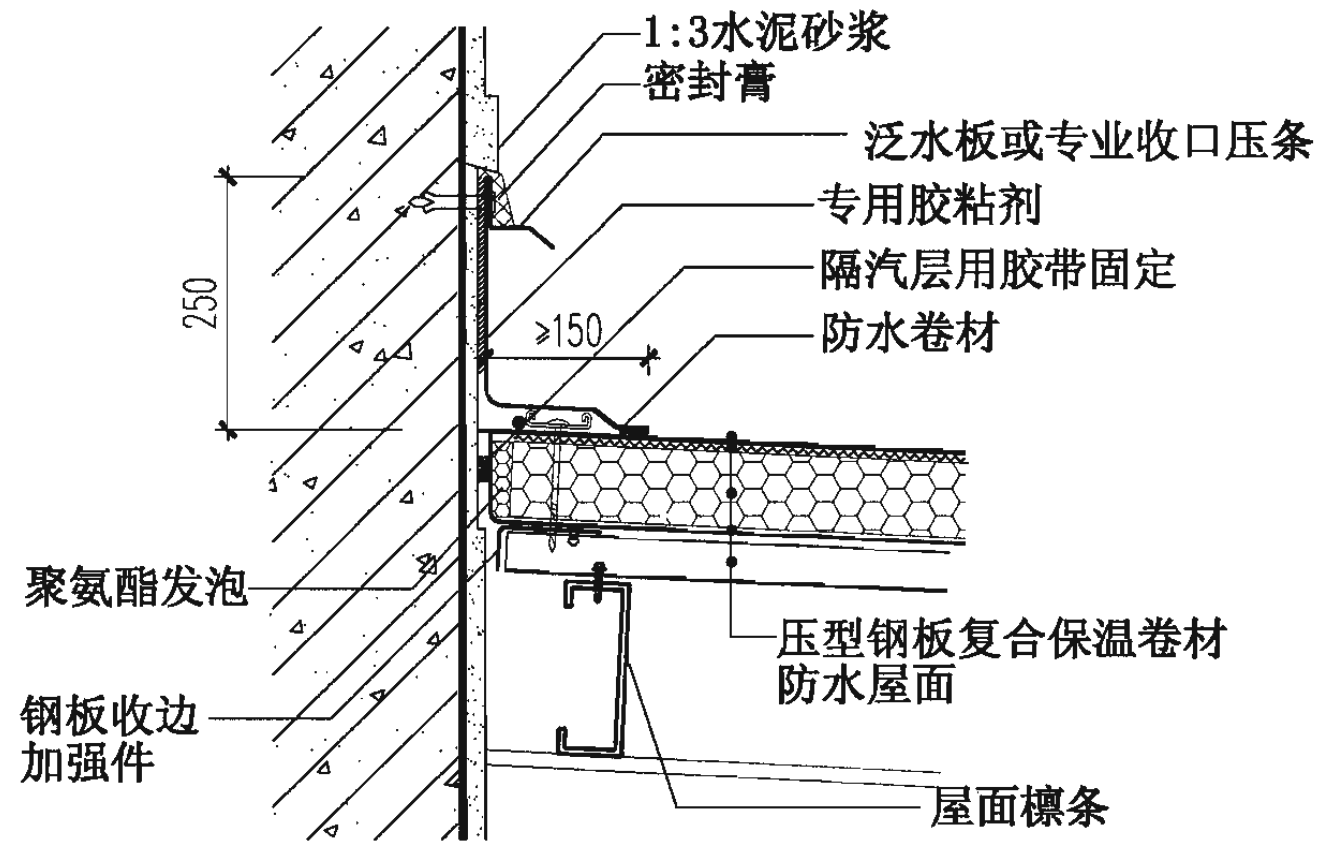 1:3水泥砂浆
密封膏
泛水板或专业收口压条
专用胶粘剂
隔汽层用胶带固定
250
≥150
防水卷材
聚氨酯发泡
压型钢板复合保温卷材
防水屋面
钢板收边
加强件
屋面檩条